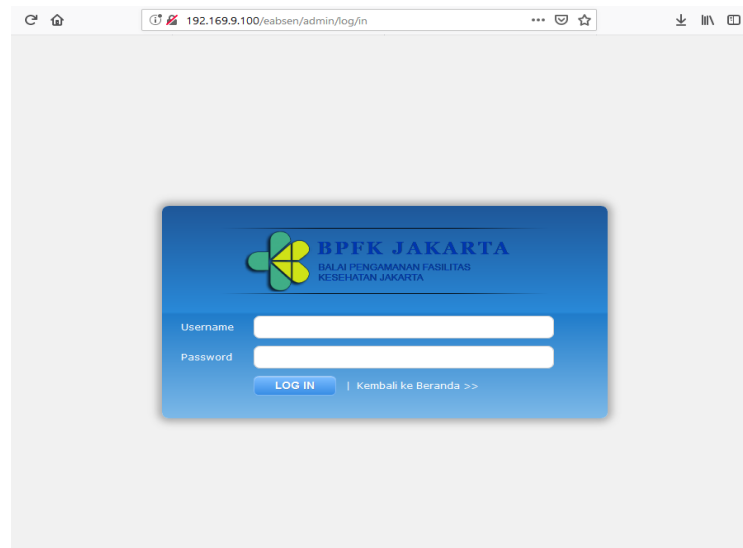 192.169.9.100/eabsen/admin/log/in
BPFK JAKARTA
BALAI PENGAMANAN FASILITAS
KESEHATAN JAKARTA
Username
Password
LOG IN | Kembali ke Beranda >>